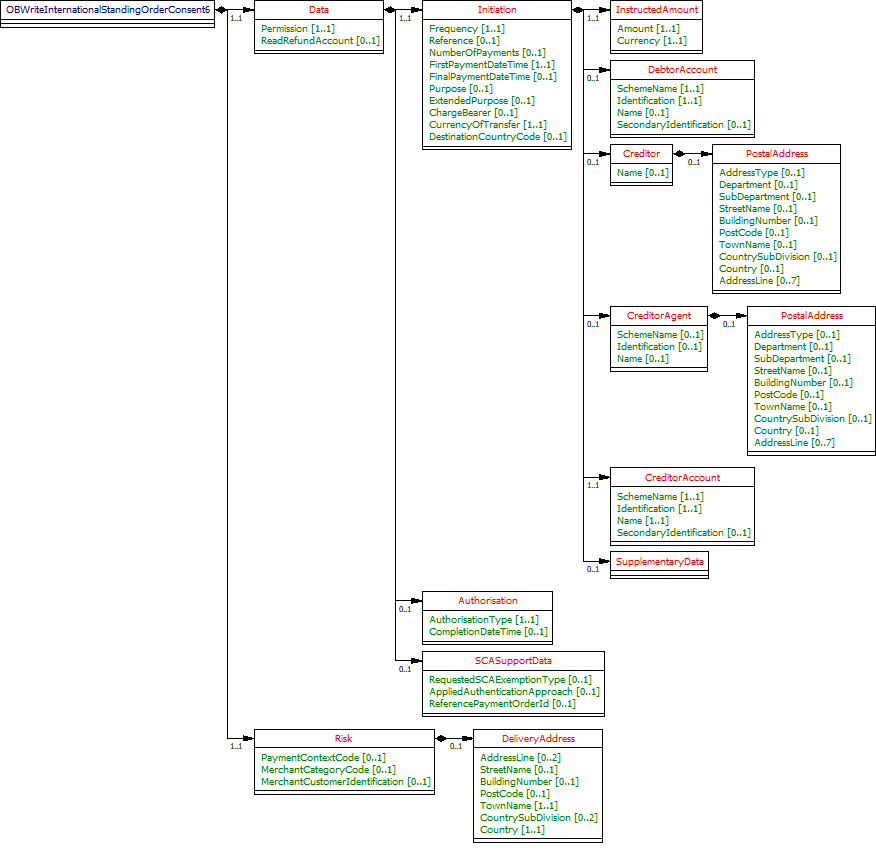 OBWriteInternationalStandingOrderConsent6
1..1
Data
Permission [1..1]
ReadRefundAccount [0..1]
1..1
Initiation
Frequency [1..1]
Reference [0..1]
NumberOfPayments [0..1]
FirstPaymentDateTime [1..1]
FinalPaymentDateTime [0..1]
Purpose [0..1]
ExtendedPurpose [0..1]
ChargeBearer [0..1]
CurrencyOfTransfer [1..1]
DestinationCountryCode [0..1]
1..1
InstructedAmount
Amount [1..1]
Currency [1..1]
0..1
DebtorAccount
SchemeName [1..1]
Identification [1..1]
Name [0..1]
SecondaryIdentification [0..1]
0..1
Creditor
Name [0..1]
0..1
PostalAddress
AddressType [0..1]
Department [0..1]
SubDepartment [0..1]
StreetName [0..1]
BuildingNumber [0..1]
PostCode [0..1]
TownName [0..1]
CountrySubDivision [0..1]
Country [0..1]
AddressLine [0..7]
0..1
CreditorAgent
SchemeName [0..1]
Identification [0..1]
Name [0..1]
0..1
PostalAddress
AddressType [0..1]
Department [0..1]
SubDepartment [0..1]
StreetName [0..1]
BuildingNumber [0..1]
PostCode [0..1]
TownName [0..1]
CountrySubDivision [0..1]
Country [0..1]
AddressLine [0..7]
1..1
CreditorAccount
SchemeName [1..1]
Identification [1..1]
Name [1..1]
SecondaryIdentification [0..1]
0..1
SupplementaryData
0..1
Authorisation
AuthorisationType [1..1]
CompletionDateTime [0..1]
0..1
SCASupportData
RequestedSCAExemptionType [0..1]
AppliedAuthenticationApproach [0..1]
ReferencePaymentOrderId [0..1]
1..1
Risk
PaymentContextCode [0..1]
MerchantCategoryCode [0..1]
MerchantCustomerIdentification [0..1]
0..1
DeliveryAddress
AddressLine [0..2]
StreetName [0..1]
BuildingNumber [0..1]
PostCode [0..1]
TownName [1..1]
CountrySubDivision [0..2]
Country [1..1]